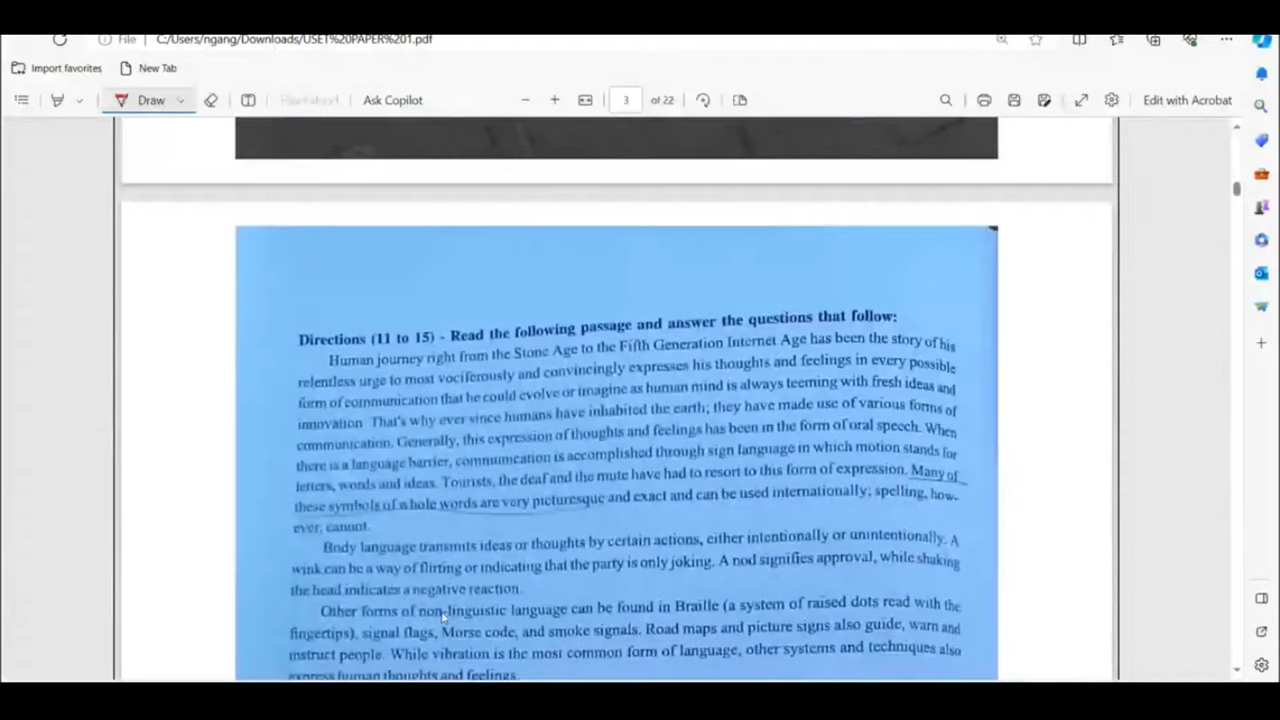 File C:/Users/ngang/Downloads/USET%20PAPER%201.pdf
Import favorites New Tab
Draw Read aloud Ask Copilot 3 of 22 Edit with Acrobat
Directions (11 to 15) - Read the following passage and answer the questions that follow:
Human journey right from the Stone Age to the Fifth Generation Internet Age has been the story of his
relentless urge to most vociferously and convincingly expresses his thoughts and feelings in every possible
form of communication that he could evolve or imagine as human mind is always teeming with fresh ideas and
innovation. That's why ever since humans have inhabited the earth; they have made use of various forms of
communication. Generally, this expression of thoughts and feelings has been in the form of oral speech. When
there is a language barrier, communication is accomplished through sign language in which motion stands for
letters, words and ideas. Tourists, the deaf and the mute have had to resort to this form of expression. Many of
these symbols of whole words are very picturesque and exact and can be used internationally; spelling, how-
ever, cannot.
Body language transmits ideas or thoughts by certain actions, either intentionally or unintentionally. A
wink can be a way of flirting or indicating that the party is only joking. A nod signifies approval, while shaking
the head indicates a negative reaction.
Other forms of non-linguistic language can be found in Braille (a system of raised dots read with the
fingertips), signal flags, Morse code, and smoke signals. Road maps and picture signs also guide, warn and
instruct people. While vibration is the most common form of language, other systems and techniques also
express human thoughts and feelings.